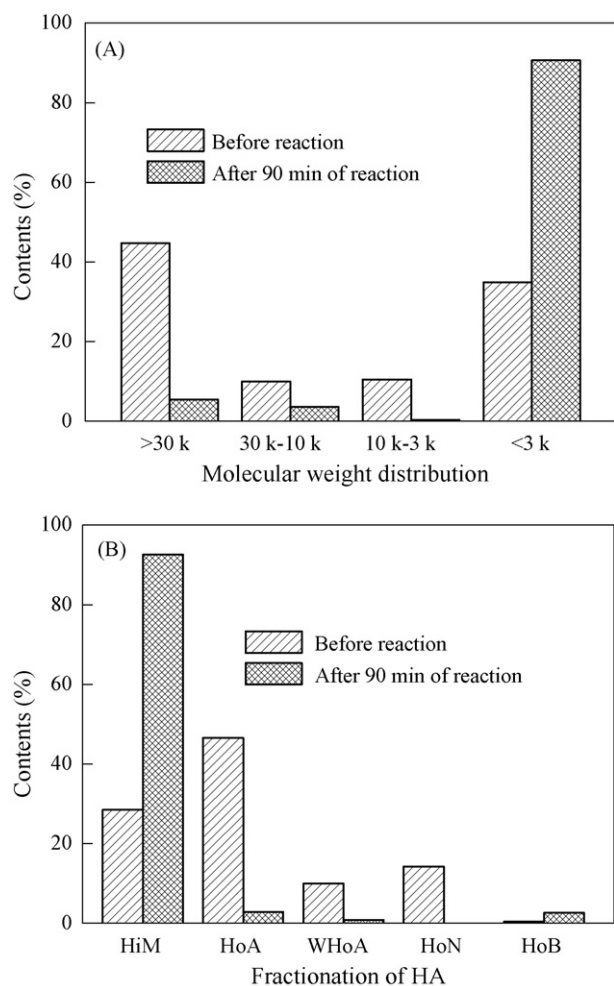 (A)
100
80
60
40
20
0
Contents (%)
Before reaction
After 90 min of reaction
>30 k 30 k-10 k 10 k-3 k <3 k
Molecular weight distribution
(B)
100
80
60
40
20
0
Contents (%)
Before reaction
After 90 min of reaction
HiM HoA WHoA HoN HoB
Fractionation of HA